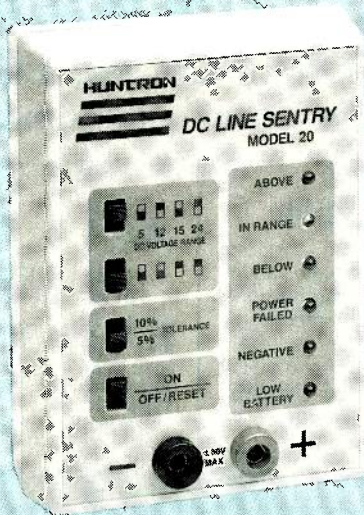 HUNTRON
DC LINE SENTRY
MODEL 20
5 12 15 24
DC VOLTAGE RANGE
10%
5%
TOLERANCE
ON
OFF/RESET
ABOVE
IN RANGE
BELOW
POWER
FAILED
NEGATIVE
LOW
BATTERY
−
MAX
+